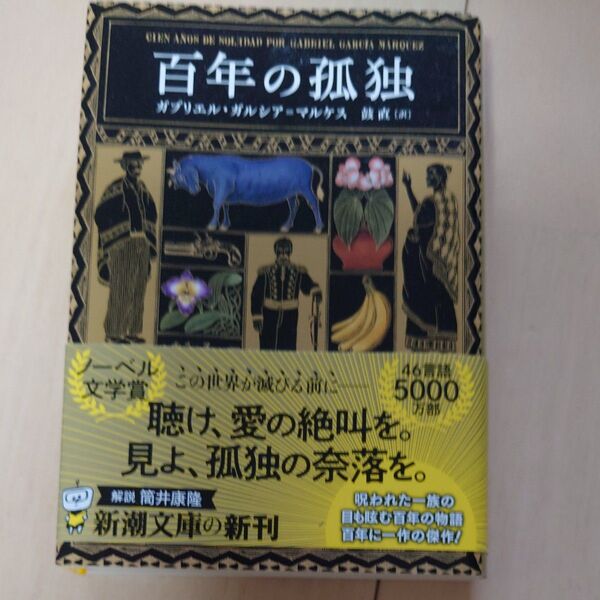 CIEN AÑOS DE SOLEDAD POR GABRIEL GARCÍA MÁRQUEZ
百年の孤独
ガブリエル・ガルシア=マルケス 鼓直〔訳〕
ノーベル
文学賞
この世界が滅びる前に――
46言語
5000
万部
聴け、愛の絶叫を。
見よ、孤独の奈落を。
解説 筒井康隆
新潮文庫の新刊
呪われた一族の
目も眩む百年の物語
百年に一作の傑作!